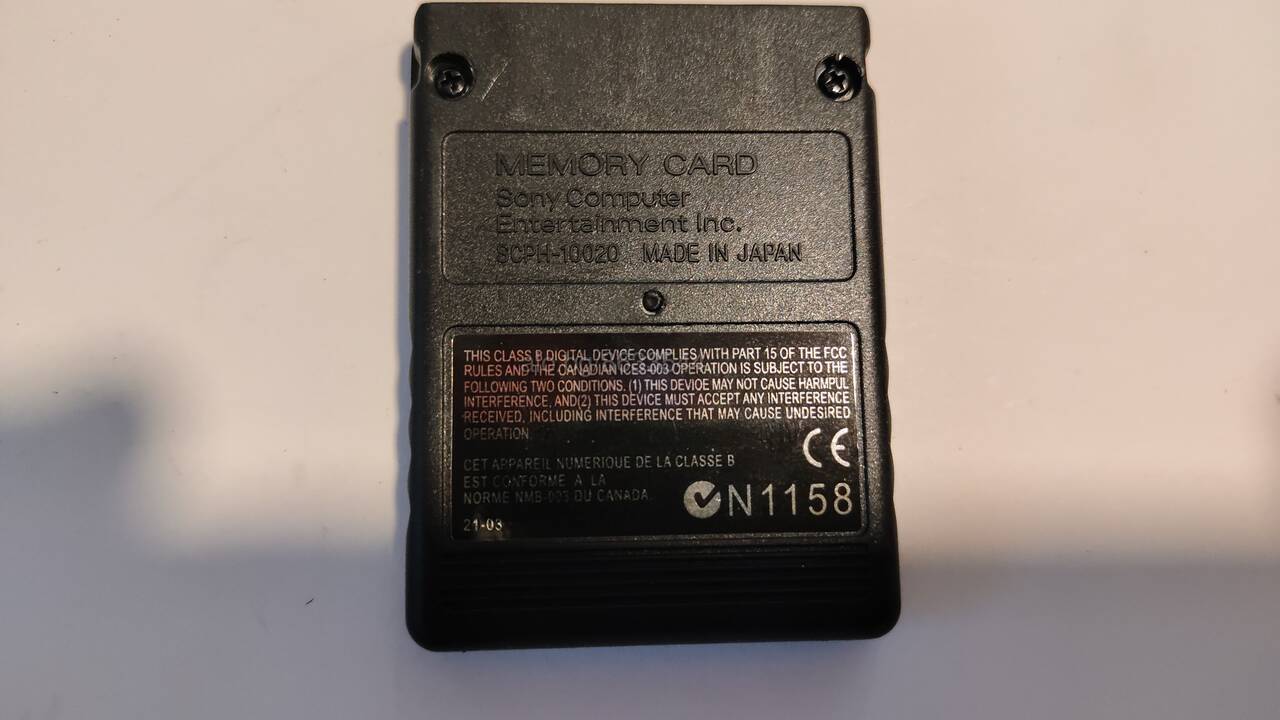 MEMORY CARD
Sony Computer
Entertainment Inc.
SCPH-10020 MADE IN JAPAN
THIS CLASS B DIGITAL DEVICE COMPLIES WITH PART 15 OF THE FCC
RULES AND THE CANADIAN ICES-003 OPERATION IS SUBJECT TO THE
FOLLOWING TWO CONDITIONS. (1) THIS DEVICE MAY NOT CAUSE HARMFUL
INTERFERENCE, AND(2) THIS DEVICE MUST ACCEPT ANY INTERFERENCE
RECEIVED, INCLUDING INTERFERENCE THAT MAY CAUSE UNDESIRED
OPERATION
CET APPAREIL NUMERIQUE DE LA CLASSE B
EST CONFORME A LA
NORME NMB-003 DU CANADA.
CE
N1158
21-03